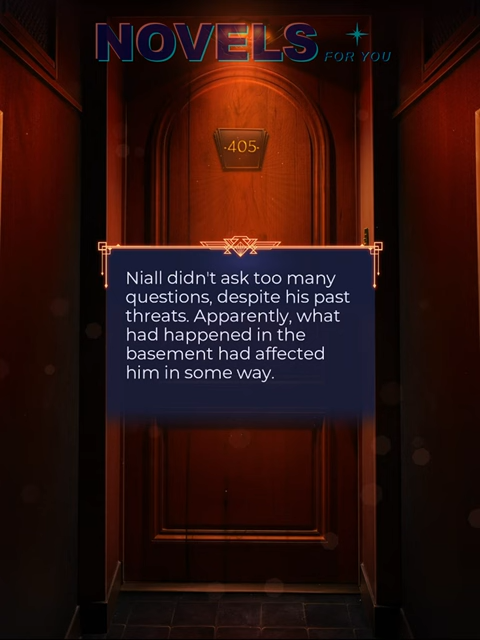 NOVELS
FOR YOU
·405·
Niall didn't ask too many
questions, despite his past
threats. Apparently, what
had happened in the
basement had affected
him in some way.